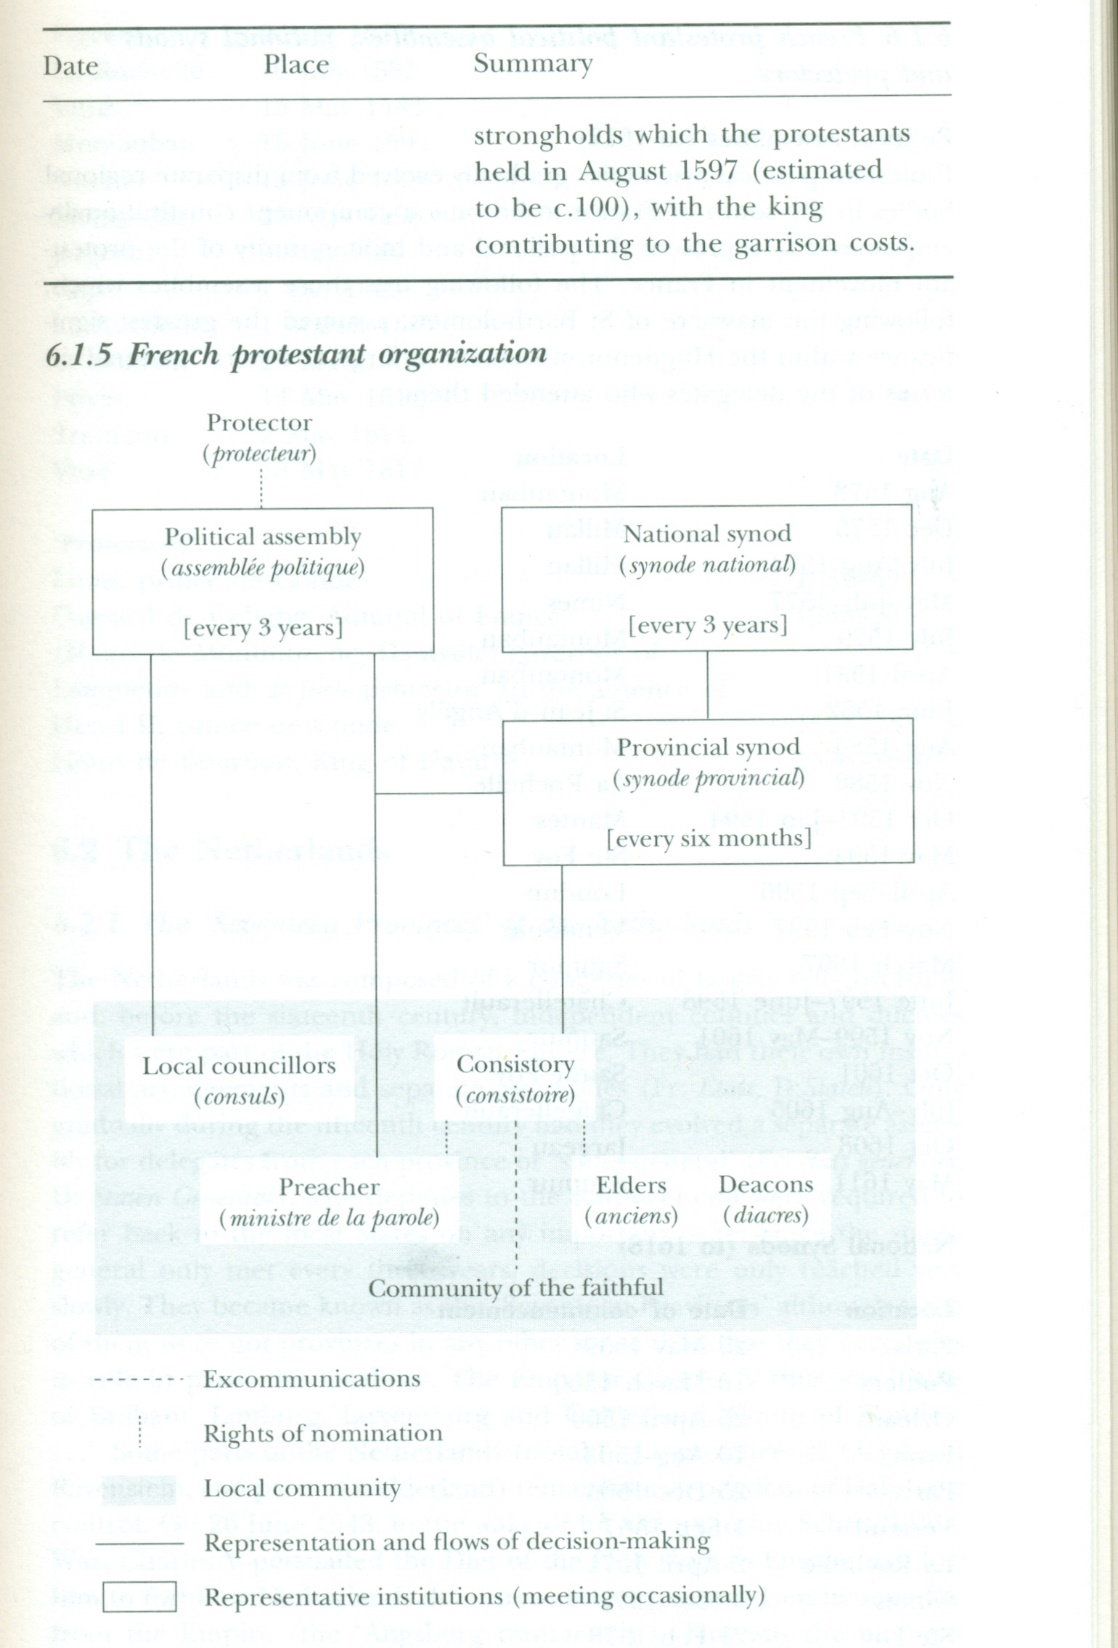 Date Place Summary
strongholds which the protestants
held in August 1597 (estimated
to be c.100), with the king
contributing to the garrison costs.
6.1.5 French protestant organization
Protector
(protecteur)
Political assembly
(assemblée politique)
[every 3 years]
National synod
(synode national)
[every 3 years]
Provincial synod
(synode provincial)
[every six months]
Local councillors
(consuls)
Consistory
(consistoire)
Preacher
(ministre de la parole)
Elders
(anciens)
Deacons
(diacres)
Community of the faithful
Excommunications
Rights of nomination
Local community
Representation and flows of decision-making
Representative institutions (meeting occasionally)